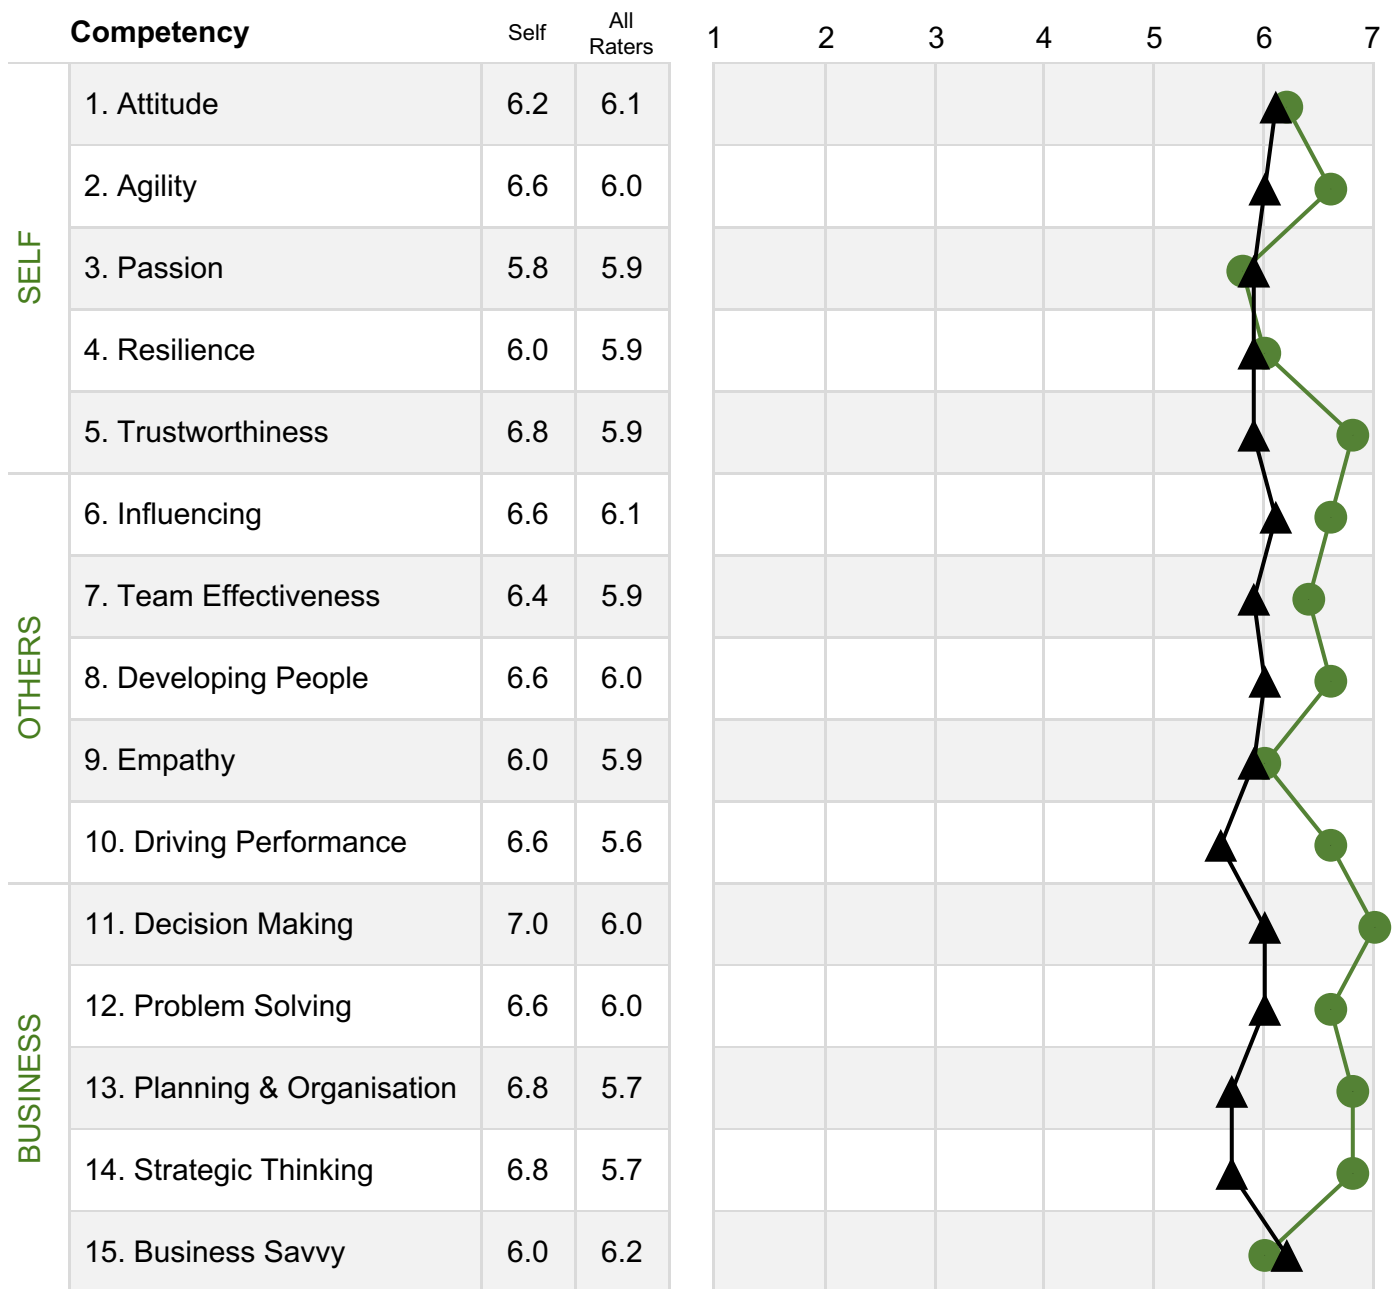 Competency Self All Raters 1 2 3 4 5 6 7
SELF
1. Attitude 6.2 6.1
2. Agility 6.6 6.0
3. Passion 5.8 5.9
4. Resilience 6.0 5.9
5. Trustworthiness 6.8 5.9
OTHERS
6. Influencing 6.6 6.1
7. Team Effectiveness 6.4 5.9
8. Developing People 6.6 6.0
9. Empathy 6.0 5.9
10. Driving Performance 6.6 5.6
BUSINESS
11. Decision Making 7.0 6.0
12. Problem Solving 6.6 6.0
13. Planning & Organisation 6.8 5.7
14. Strategic Thinking 6.8 5.7
15. Business Savvy 6.0 6.2